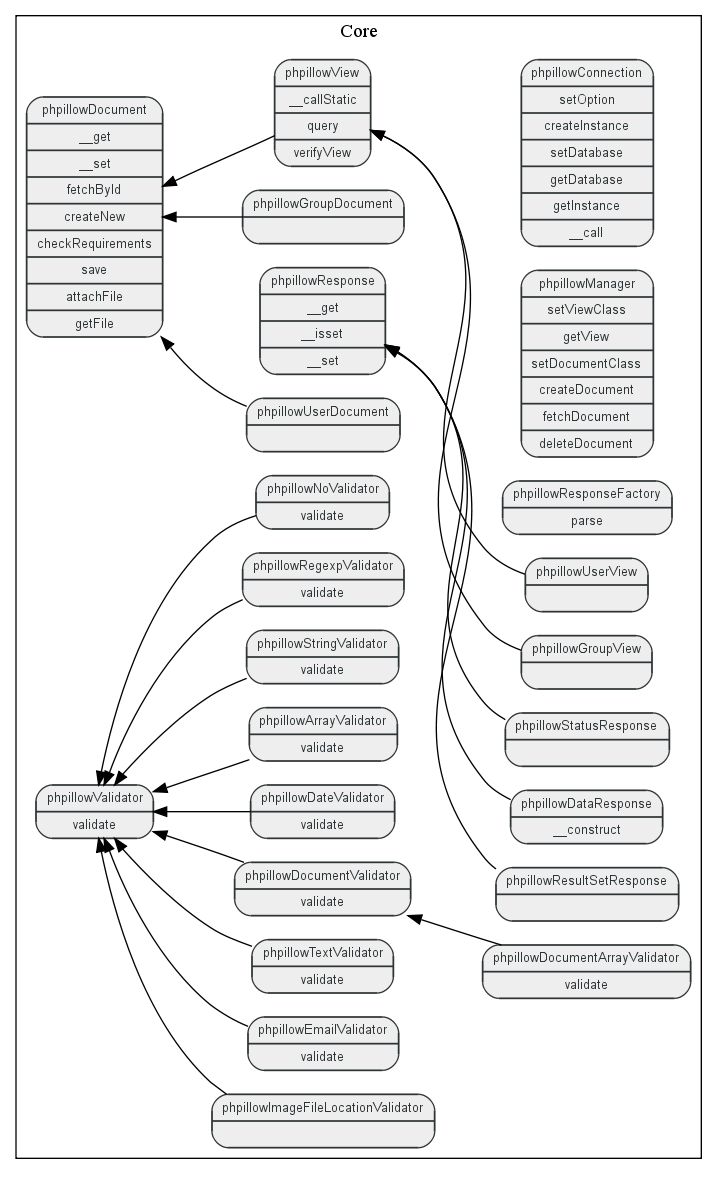 Core
phpillowDocument
__get
__set
fetchById
createNew
checkRequirements
save
attachFile
getFile
phpillowView
__callStatic
query
verifyView
phpillowGroupDocument
phpillowResponse
__get
__isset
__set
phpillowUserDocument
phpillowNoValidator
validate
phpillowRegexpValidator
validate
phpillowStringValidator
validate
phpillowArrayValidator
validate
phpillowValidator
validate
phpillowDateValidator
validate
phpillowDocumentValidator
validate
phpillowTextValidator
validate
phpillowEmailValidator
validate
phpillowImageFileLocationValidator
phpillowConnection
setOption
createInstance
setDatabase
getDatabase
getInstance
__call
phpillowManager
setViewClass
getView
setDocumentClass
createDocument
fetchDocument
deleteDocument
phpillowResponseFactory
parse
phpillowUserView
phpillowGroupView
phpillowStatusResponse
phpillowDataResponse
__construct
phpillowResultSetResponse
phpillowDocumentArrayValidator
validate